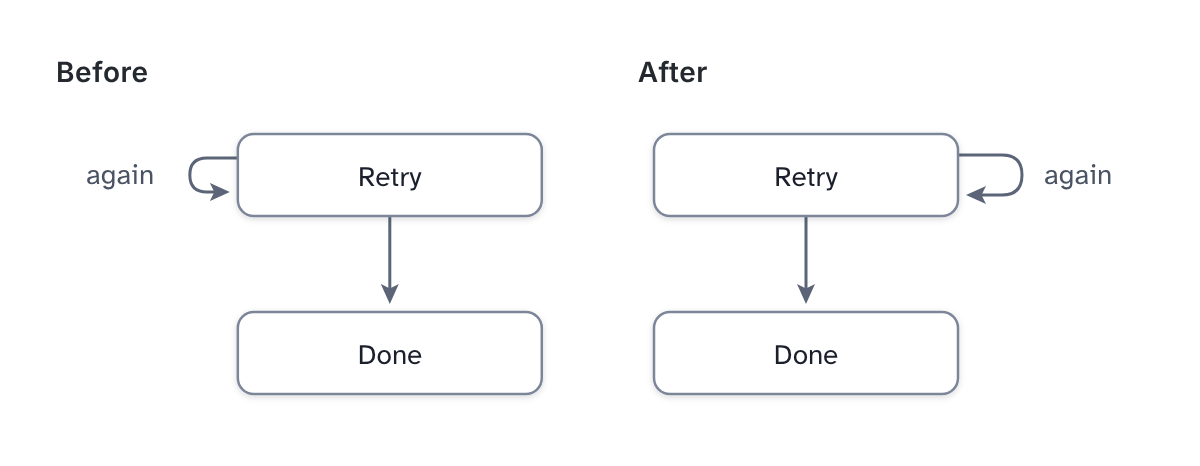 Before
After
again
Retry
Retry
again
Done
Done